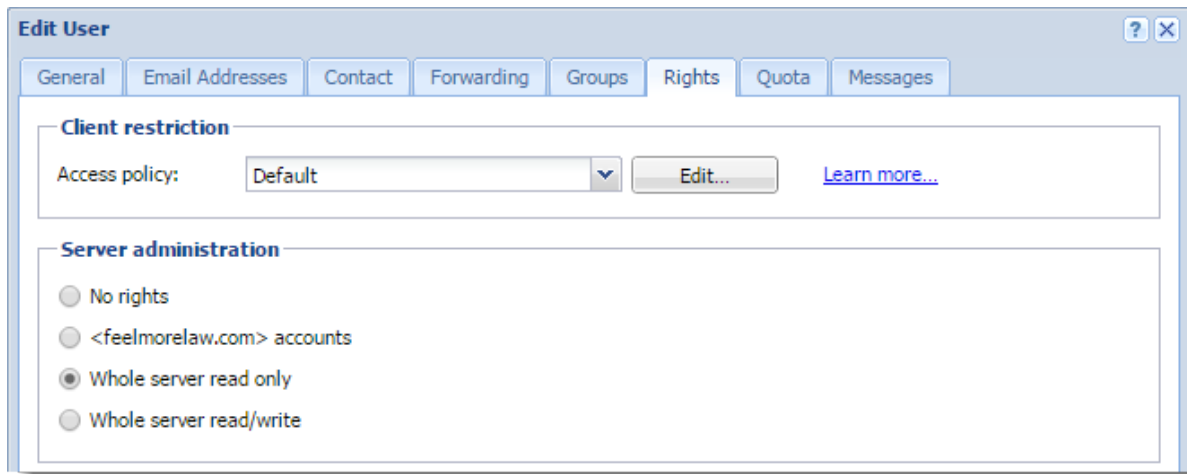 Edit User
General Email Addresses Contact Forwarding Groups Rights Quota Messages
Client restriction
Access policy: Default Edit... Learn more...
Server administration
No rights
<feelmorelaw.com> accounts
Whole server read only
Whole server read/write